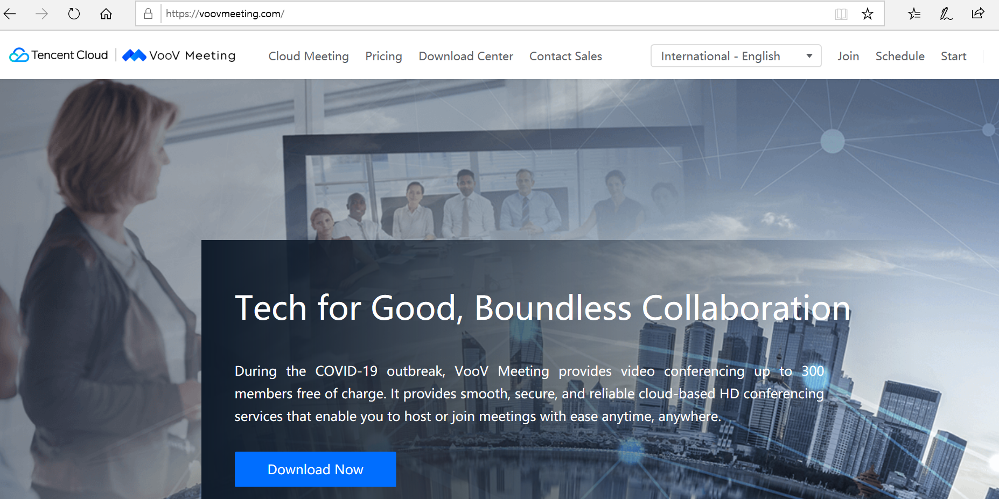 https://voovmeeting.com/
Tencent Cloud | VooV Meeting Cloud Meeting Pricing Download Center Contact Sales International - English Join Schedule Start
Tech for Good, Boundless Collaboration
During the COVID-19 outbreak, VooV Meeting provides video conferencing up to 300
members free of charge. It provides smooth, secure, and reliable cloud-based HD conferencing
services that enable you to host or join meetings with ease anytime, anywhere.
Download Now